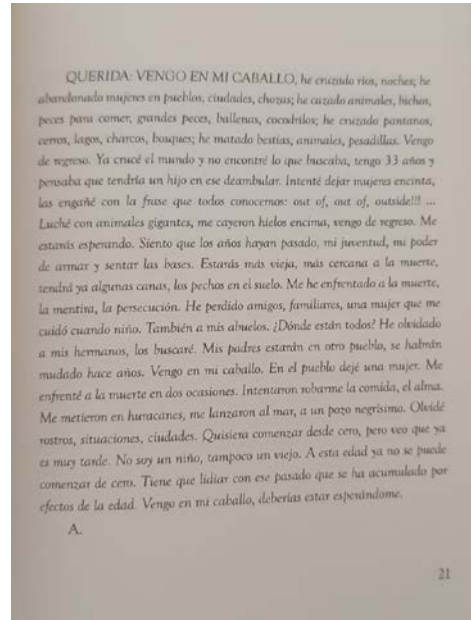 QUERIDA: VENGO EN MI CABALLO, he cruzado ríos, noches; he
abandonado mujeres en pueblos, ciudades, chozas; he cazado animales, bichos,
peces para comer, grandes peces, ballenas, cocodrilos; he cruzado pantanos,
cerros, lagos, charcos, bosques; he matado bestias, animales, pesadillas. Vengo
de regreso. Ya crucé el mundo y no encontré lo que buscaba, tengo 33 años y
pensaba que tendría un hijo en ese deambular. Intenté dejar mujeres encinta,
las engañé con la frase que todos conocemos: out of, out of, outside!!! ...
Luché con animales gigantes, me cayeron hielos encima, vengo de regreso. Me
estarás esperando. Siento que los años hayan pasado, mi juventud, mi poder
de armar y sentar las bases. Estarás más vieja, más cercana a la muerte,
tendrá ya algunas canas, los pechos en el suelo. Me he enfrentado a la muerte,
la mentira, la persecución. He perdido amigos, familiares, una mujer que me
cuidó cuando niño. También a mis abuelos. ¿Dónde están todos? He olvidado
a mis hermanos, los buscaré. Mis padres estarán en otro pueblo, se habrán
mudado hace años. Vengo en mi caballo. En el pueblo dejé una mujer. Me
enfrenté a la muerte en dos ocasiones. Intentaron robarme la comida, el alma.
Me metieron en huracanes, me lanzaron al mar, a un pozo negrísimo. Olvidé
rostros, situaciones, ciudades. Quisiera comenzar desde cero, pero veo que ya
es muy tarde. No soy un niño, tampoco un viejo. A esta edad ya no se puede
comenzar de cero. Tiene que lidiar con ese pasado que se ha acumulado por
efectos de la edad. Vengo en mi caballo, deberías estar esperándome.
A.
21